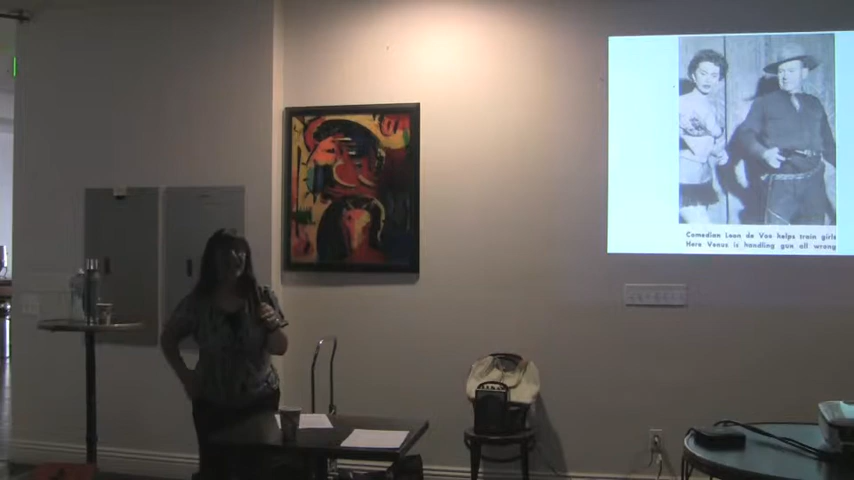 Comedian Leon de Voe helps train girls
Here Venus is handling gun all wrong